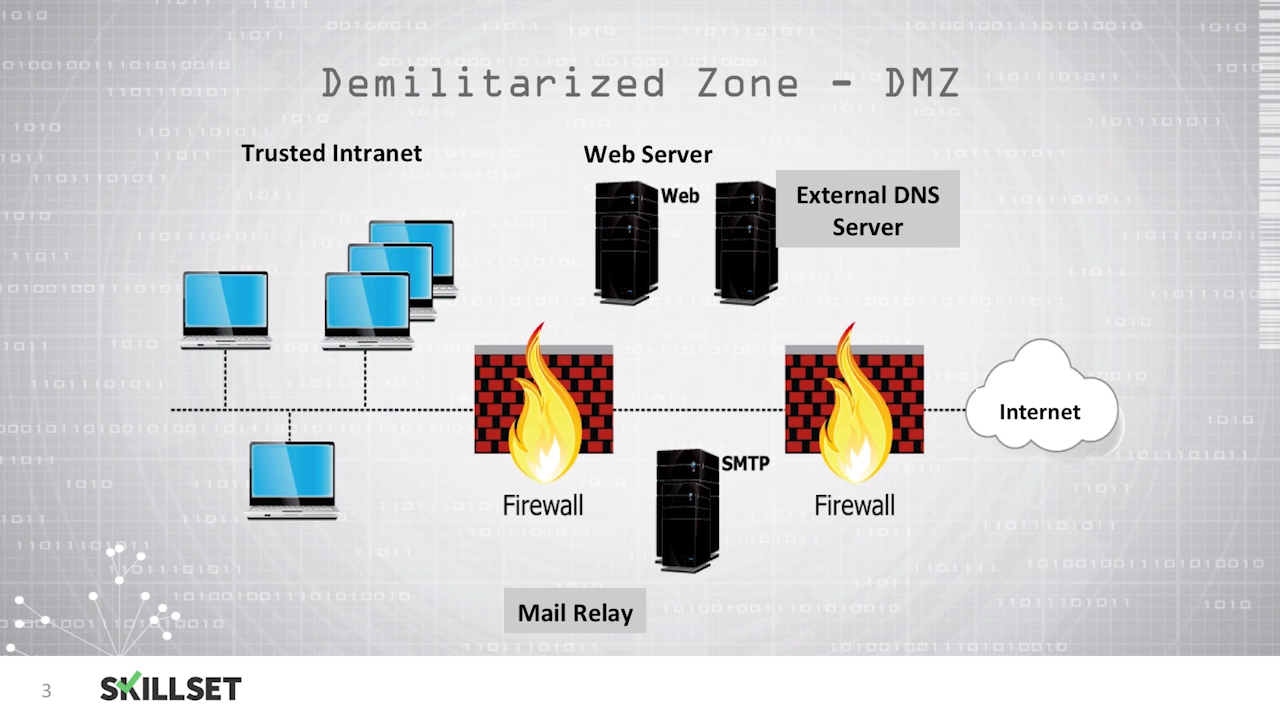 Demilitarized Zone - DMZ
Trusted Intranet
Web Server
Web
External DNS
Server
Internet
SMTP
Firewall
Firewall
Mail Relay
3
SKILLSET